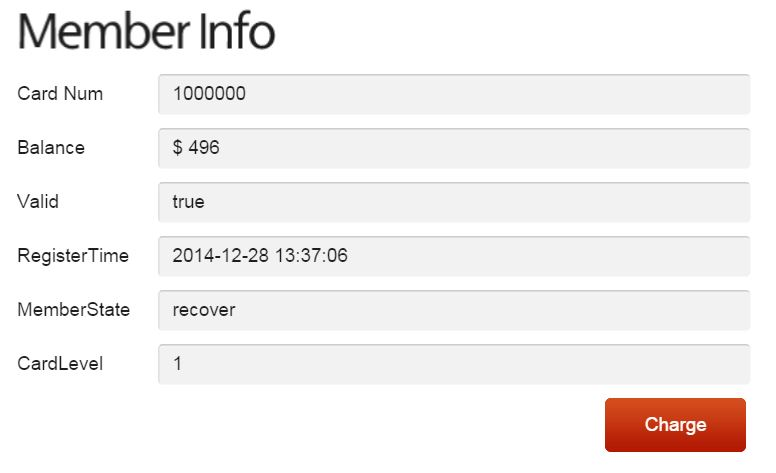 Member Info
Card Num 1000000
Balance $ 496
Valid true
RegisterTime 2014-12-28 13:37:06
MemberState recover
CardLevel 1
Charge